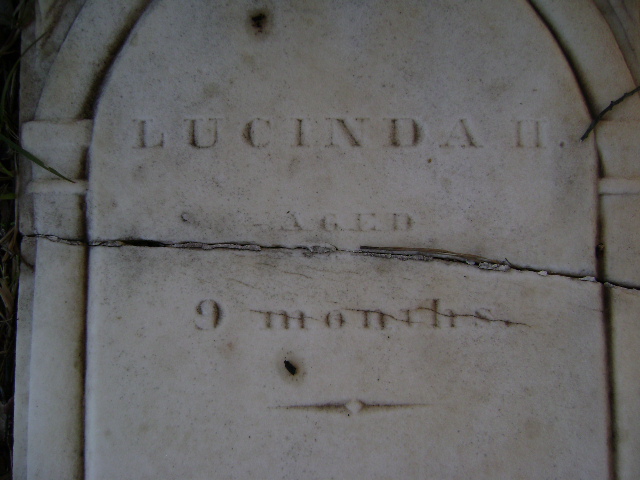 LUCINDA H.
AGED
9 months.